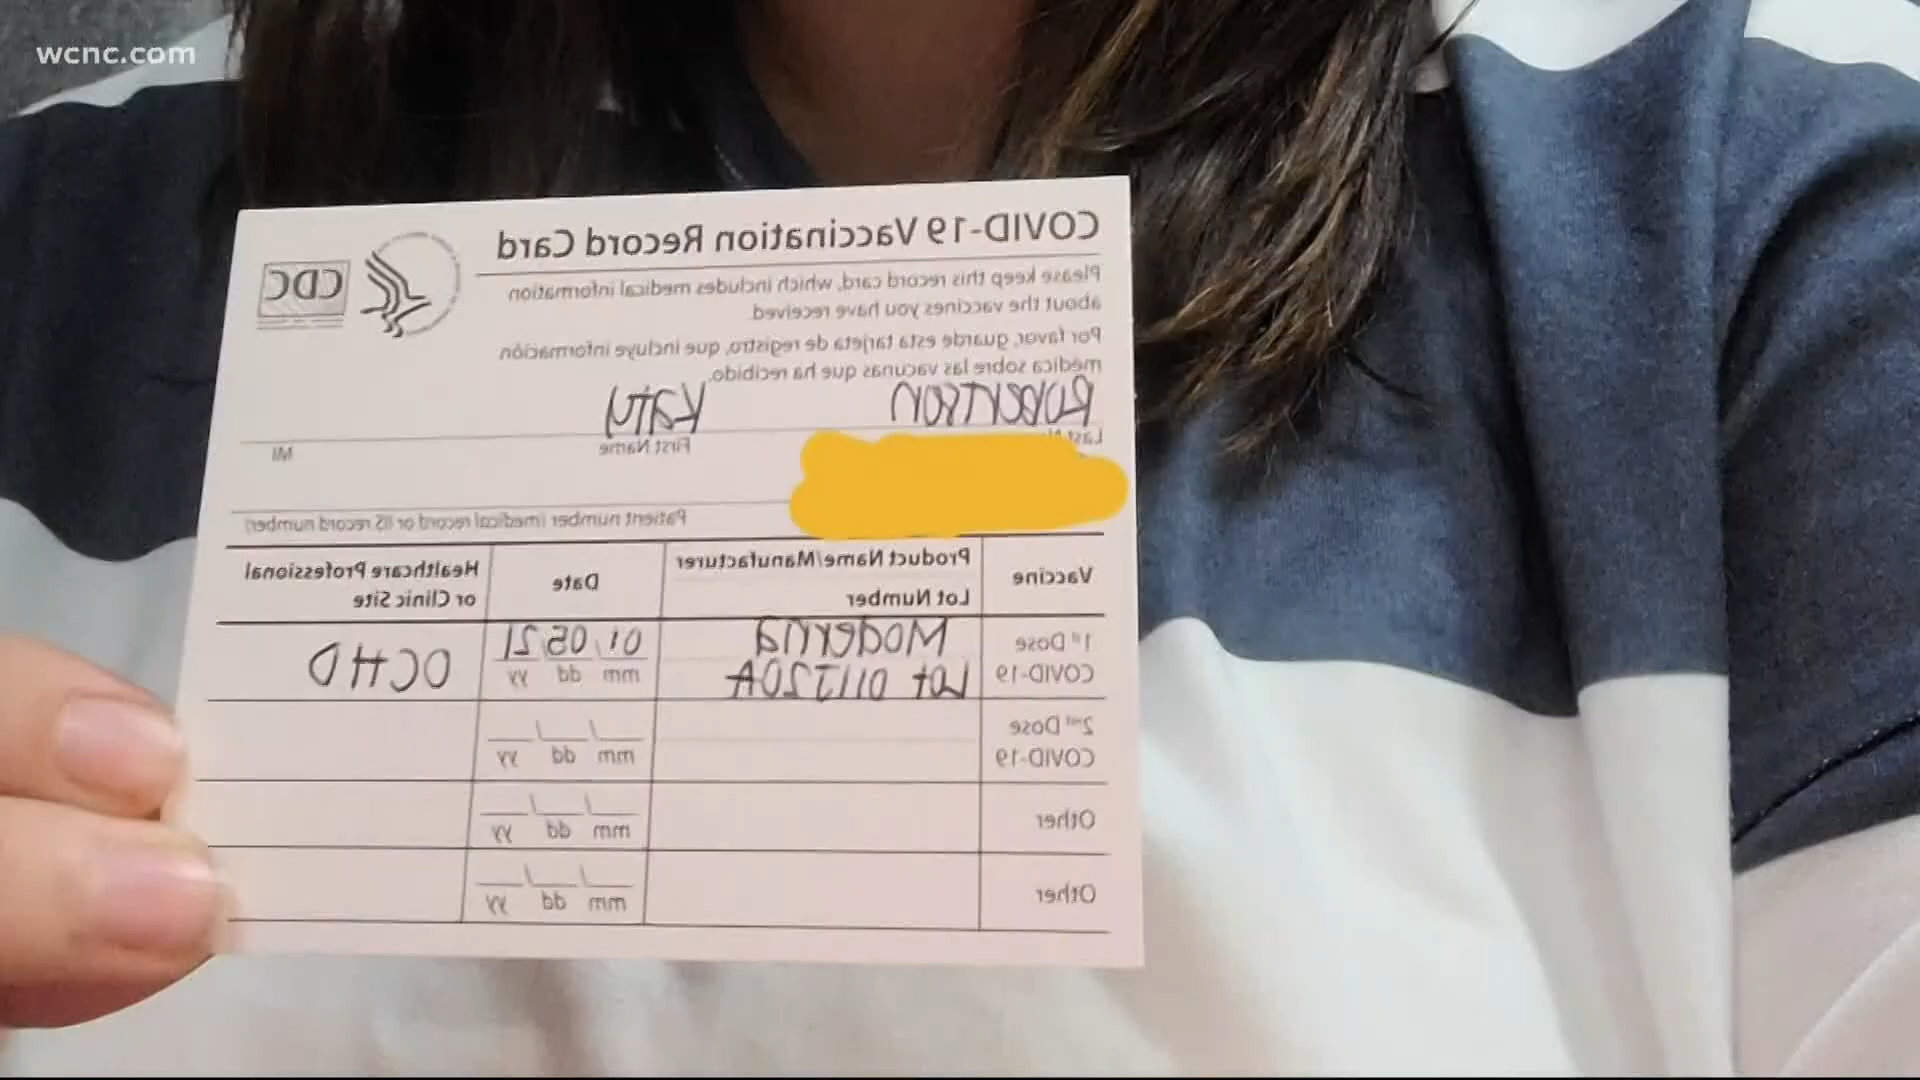 wcnc.com
COVID-19 Vaccination Record Card
CDC
Please keep this record card, which includes medical information
about the vaccines you have received.
Por favor, guarde esta tarjeta de registro, que incluye información
médica sobre las vacunas que ha recibido.
ROBERTSON Katy
Last First Name MI
Patient number (medical record or IIS record number)
Vaccine
Product Name/Manufacturer
Lot Number
Date
Healthcare Professional
or Clinic Site
1st Dose
COVID-19
Moderna
Lot
01 05 21
mm dd yy
OCHD
2nd Dose
COVID-19
mm dd yy
Other
mm dd yy
Other
mm dd yy